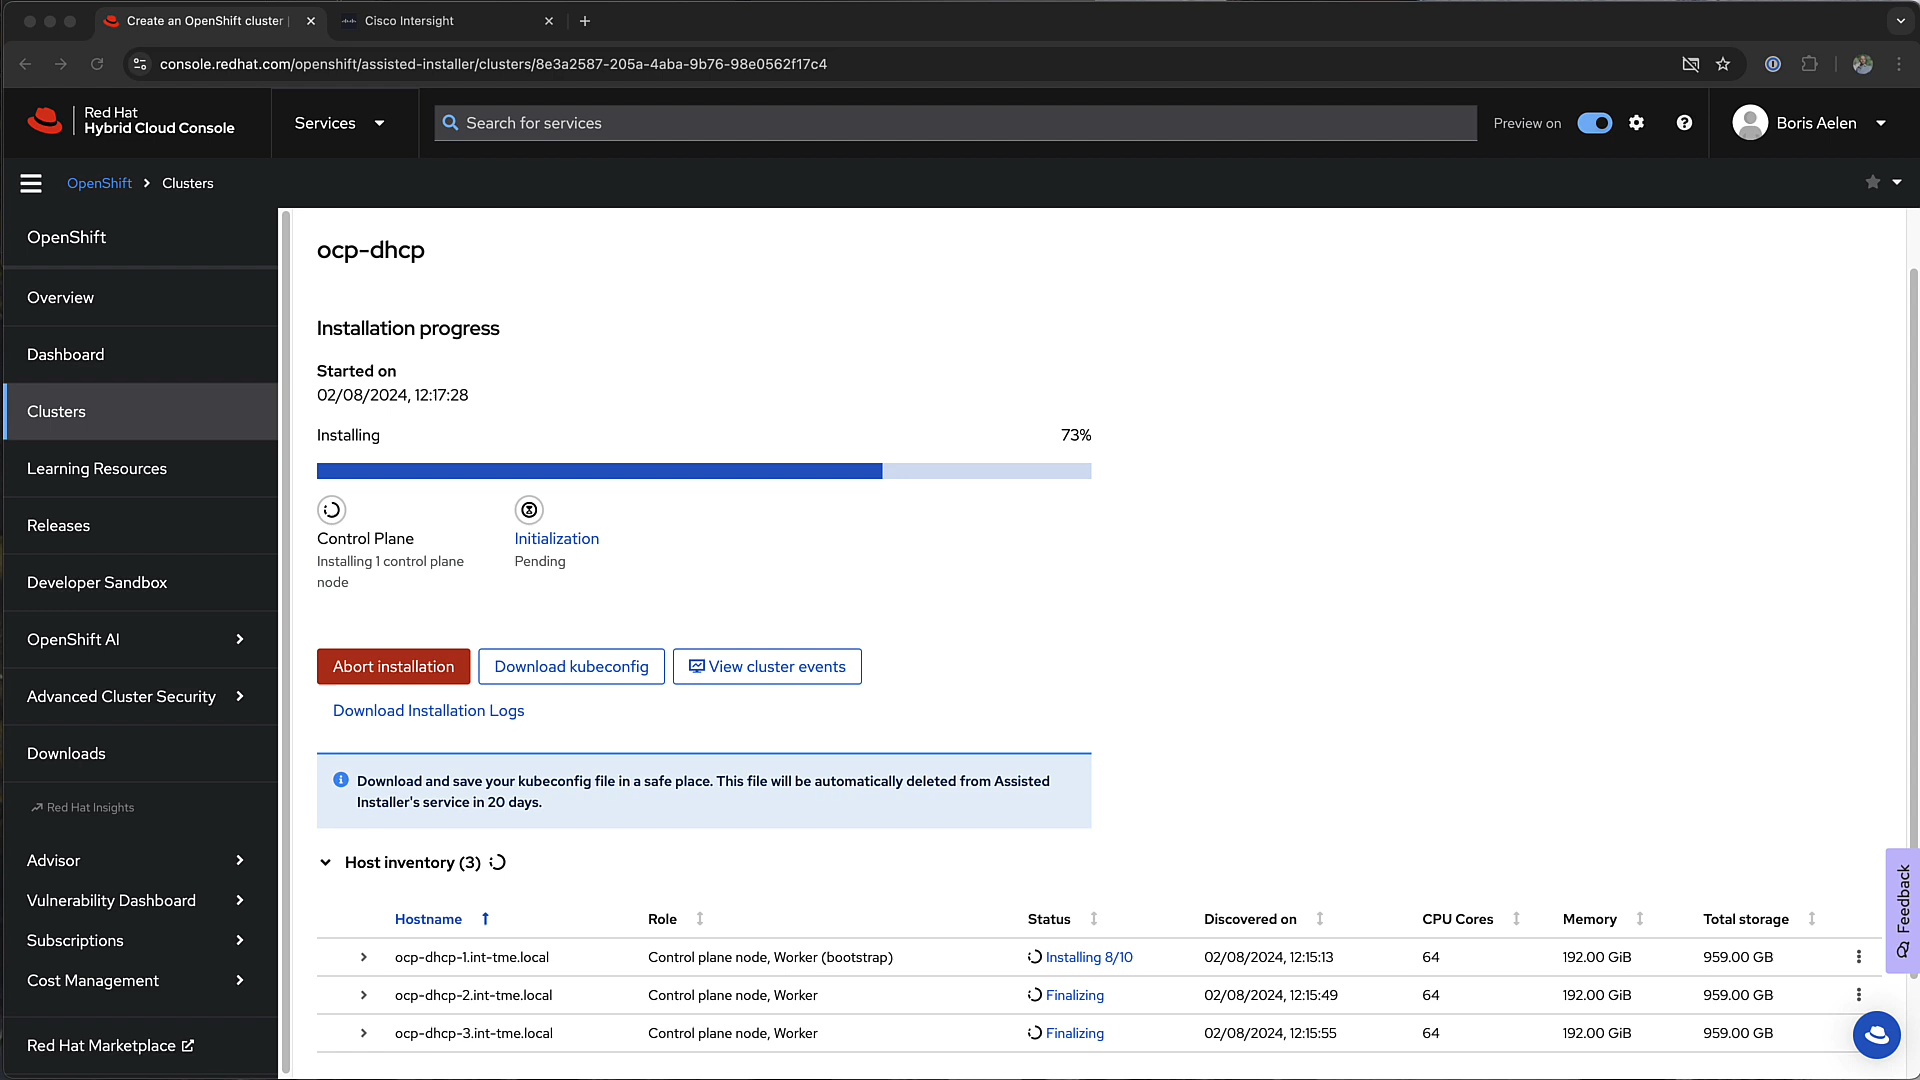 Create an OpenShift cluster |
Cisco Intersight
console.redhat.com/openshift/assisted-installer/clusters/8e3a2587-205a-4aba-9b76-98e0562f17c4
Red Hat
Hybrid Cloud Console
Services
Search for services
Preview on
Boris Aelen
OpenShift
Clusters
OpenShift
Overview
Dashboard
Clusters
Learning Resources
Releases
Developer Sandbox
OpenShift AI
Advanced Cluster Security
Downloads
Red Hat Insights
Advisor
Vulnerability Dashboard
Subscriptions
Cost Management
Red Hat Marketplace
ocp-dhcp
Installation progress
Started on
02/08/2024, 12:17:28
Installing 73%
Control Plane
Installing 1 control plane
node
Initialization
Pending
Abort installation
Download kubeconfig
View cluster events
Download Installation Logs
Download and save your kubeconfig file in a safe place. This file will be automatically deleted from Assisted
Installer's service in 20 days.
Host inventory (3)
Hostname Role Status Discovered on CPU Cores Memory Total storage
ocp-dhcp-1.int-tme.local Control plane node, Worker (bootstrap) Installing 8/10 02/08/2024, 12:15:13 64 192.00 GiB 959.00 GB
ocp-dhcp-2.int-tme.local Control plane node, Worker Finalizing 02/08/2024, 12:15:49 64 192.00 GiB 959.00 GB
ocp-dhcp-3.int-tme.local Control plane node, Worker Finalizing 02/08/2024, 12:15:55 64 192.00 GiB 959.00 GB
Feedback